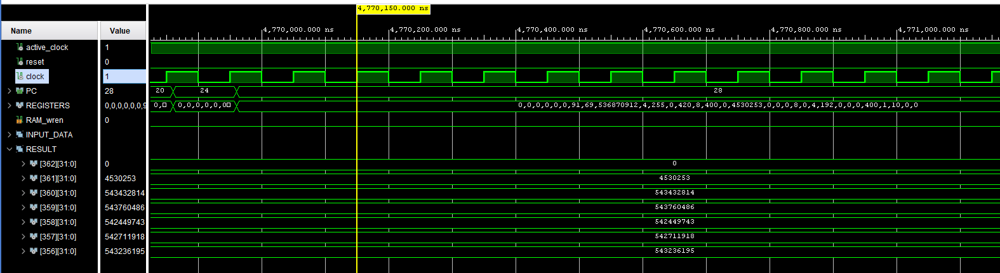 4,770,150.000 ns
Name Value 4,770,000.000 ns 4,770,200.000 ns 4,770,400.000 ns 4,770,600.000 ns 4,770,800.000 ns 4,771,000.000 ns
active_clock 1
reset 0
clock 1
PC 28 20 24 28
REGISTERS 0,0,0,0,0,0,9 0,0 0,0,0,0,0,0 0,0,0,0,0,0,91,69,536870912,4,255,0,420,8,400,0,4530253,0,0,0,8,0,4,192,0,0,0,400,1,10,0,0
RAM_wren 0
INPUT_DATA
RESULT
[362][31:0] 0 0
[361][31:0] 4530253 4530253
[360][31:0] 543432814 543432814
[359][31:0] 543760486 543760486
[358][31:0] 542449743 542449743
[357][31:0] 542711918 542711918
[356][31:0] 543236195 543236195